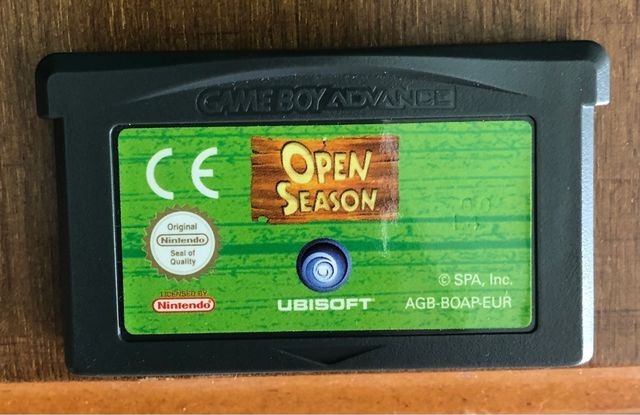 GAME BOY ADVANCE
CE
OPEN
SEASON
Original
Nintendo
Seal of
Quality
LICENSED BY
Nintendo
UBISOFT
© SPA, Inc.
AGB-BOAP-EUR